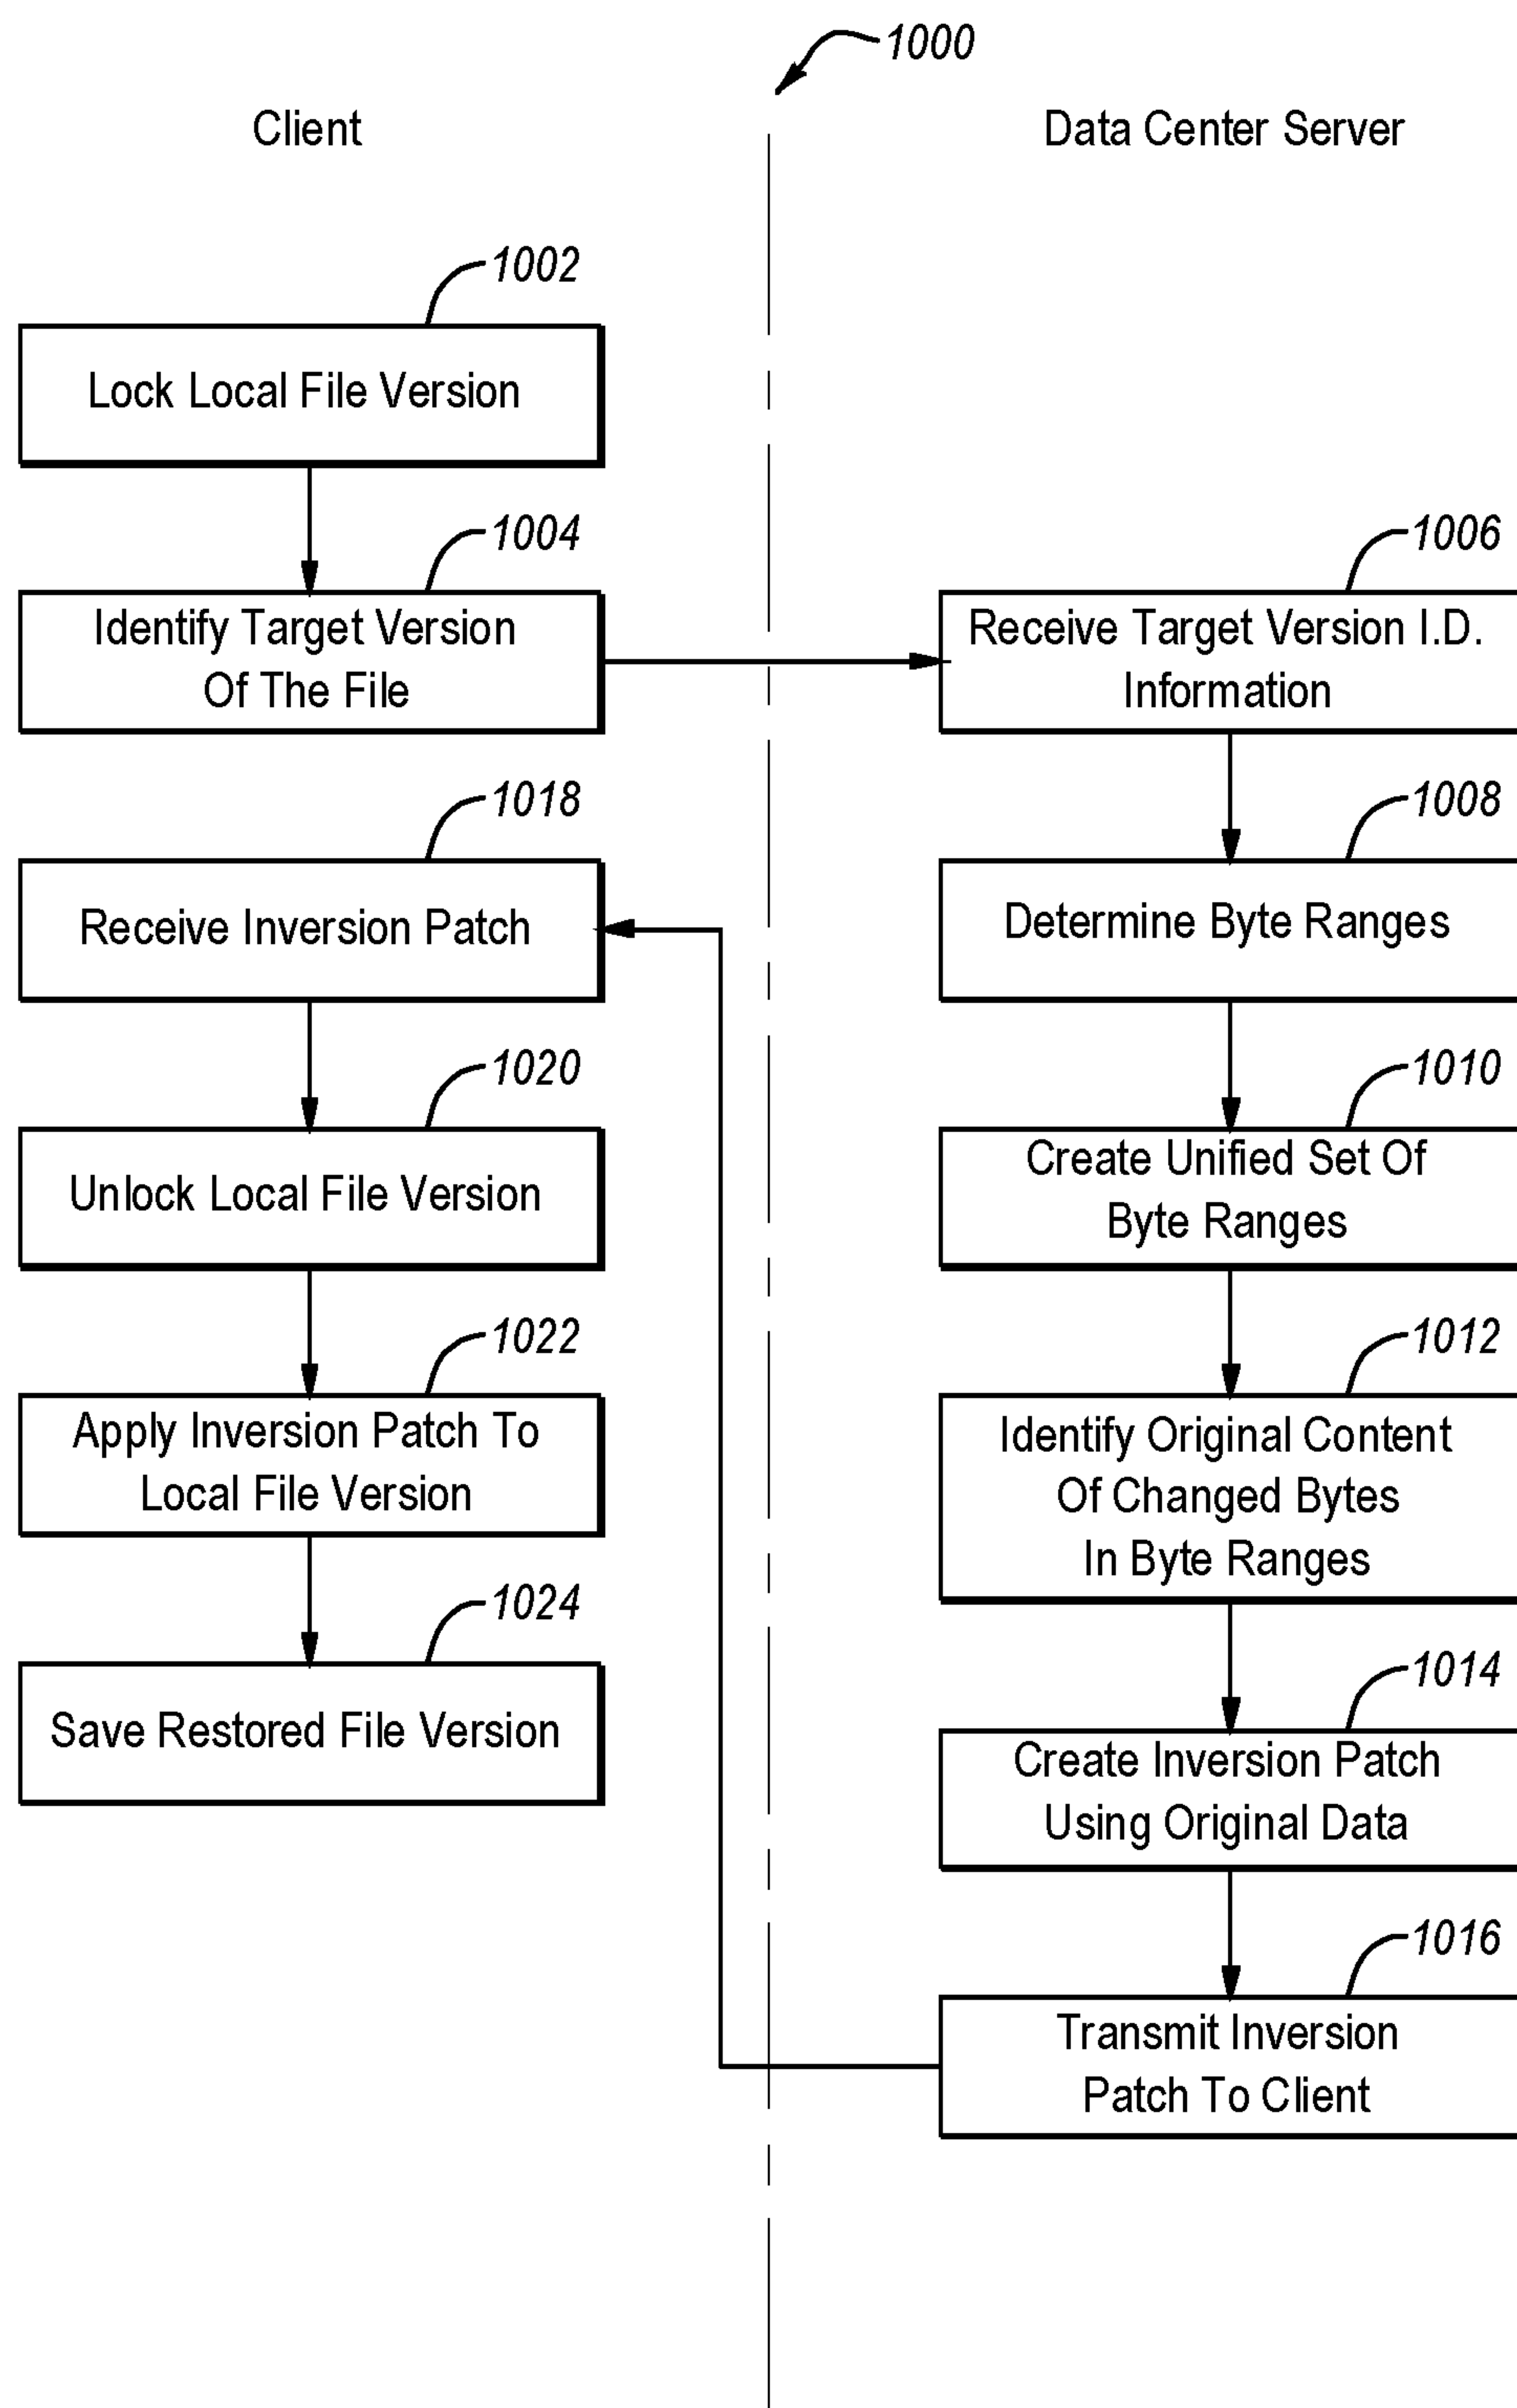 1000
Client
Data Center Server
1002
Lock Local File Version
1004
Identify Target Version
Of The File
1006
Receive Target Version I.D.
Information
1018
Receive Inversion Patch
1008
Determine Byte Ranges
1020
Unlock Local File Version
1010
Create Unified Set Of
Byte Ranges
1022
Apply Inversion Patch To
Local File Version
1012
Identify Original Content
Of Changed Bytes
In Byte Ranges
1024
Save Restored File Version
1014
Create Inversion Patch
Using Original Data
1016
Transmit Inversion
Patch To Client